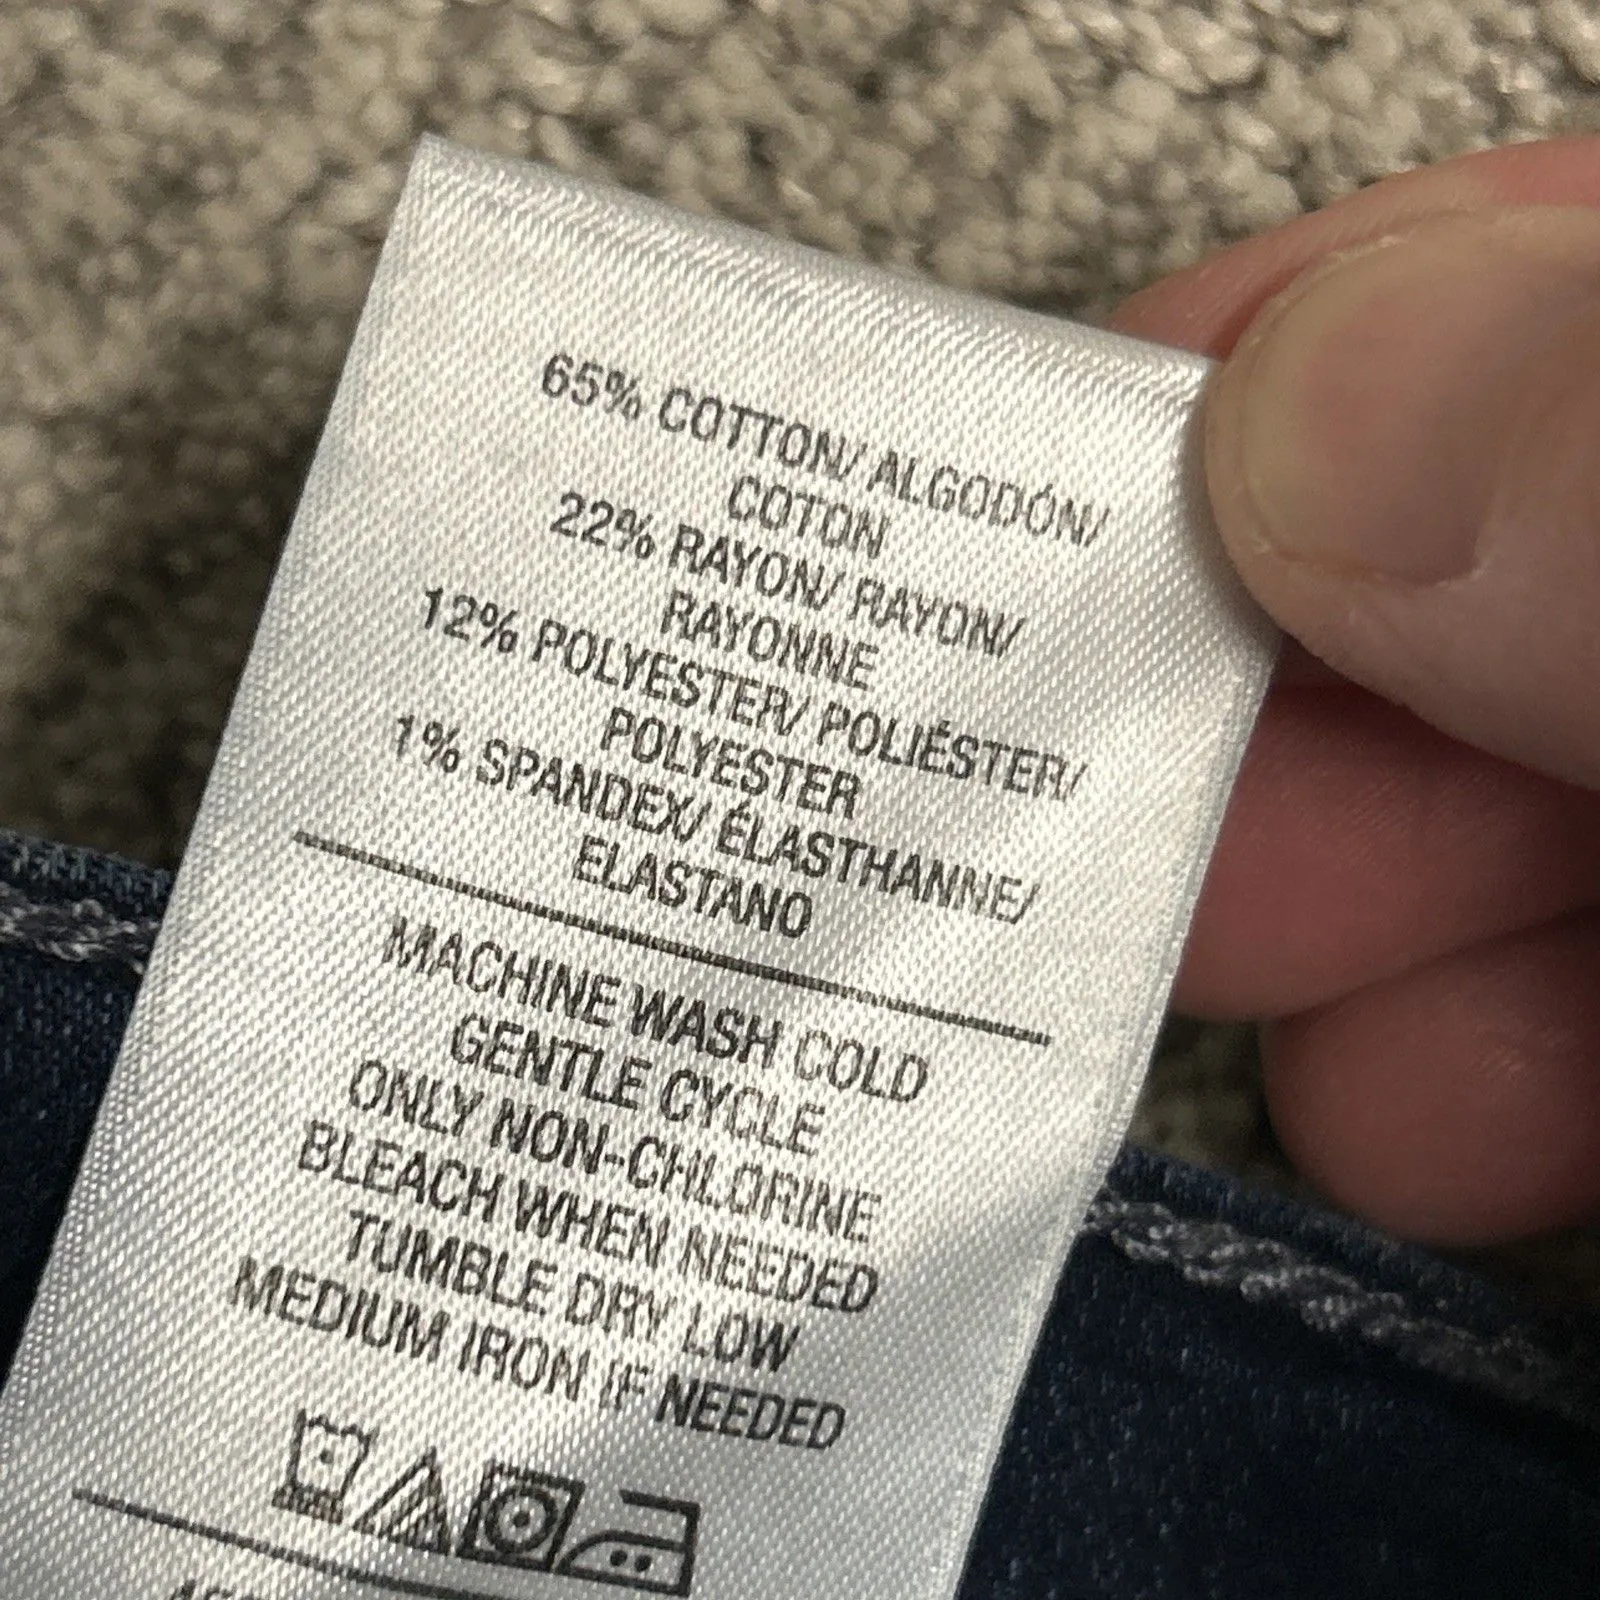 65% COTTON/ ALGODÓN/
COTON
22% RAYON/ RAYON/
RAYONNE
12% POLYESTER/ POLIÉSTER/
POLYESTER
1% SPANDEX/ ÉLASTHANNE/
ELASTANO
MACHINE WASH COLD
GENTLE CYCLE
ONLY NON-CHLORINE
BLEACH WHEN NEEDED
TUMBLE DRY LOW
MEDIUM IRON IF NEEDED